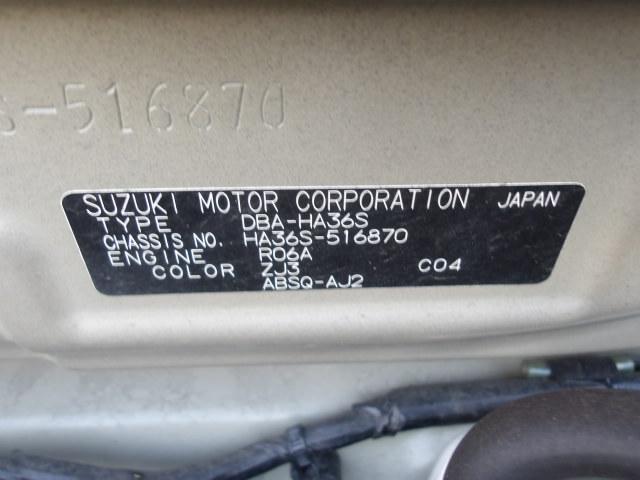 S-516870
SUZUKI MOTOR CORPORATION JAPAN
TYPE DBA-HA36S
CHASSIS NO. HA36S-516870
ENGINE R06A
COLOR ZJ3 C04
ABSQ-AJ2